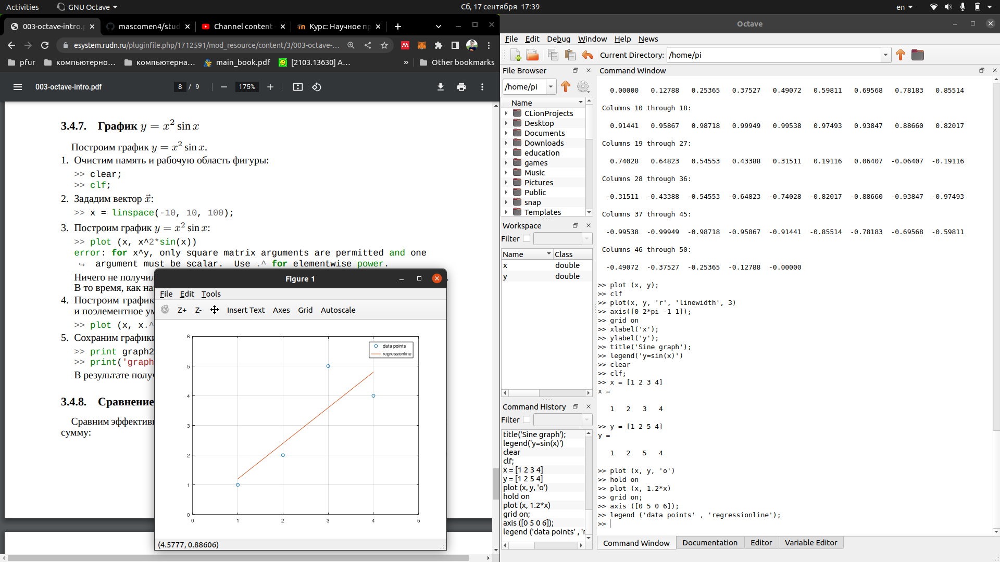 Activities
GNU Octave
Сб, 17 сентября 17:39
en
003-octave-intro.p
mascomen4/stud
Channel content
Курс: Научное пр
esystem.rudn.ru/pluginfile.php/1712591/mod_resource/content/3/003-octave-...
pfur
компьютерно...
компьютерна...
main_book.pdf
[2103.13630] A...
»
Other bookmarks
003-octave-intro.pdf
8 / 9
175%
3.4.7. График y = x² sin x
Построим график y = x² sin x.
1. Очистим память и рабочую область фигуры:
>> clear;
>> clf;
2. Зададим вектор x⃗:
>> x = linspace(-10, 10, 100);
3. Построим график y = x² sin x:
>> plot (x, x^2*sin(x))
error: for x^y, only square matrix arguments are permitted and one
↪ argument must be scalar. Use .^ for elementwise power.
Ничего не получил
В то время, как на
4. Построим график
и поэлементное ум
>> plot (x, x.^
5. Сохраним графики
>> print graph2
>> print('graph
В результате полу
3.4.8. Сравнение
Сравним эффективн
сумму:
Figure 1
File Edit Tools
Z+ Z- Insert Text Axes Grid Autoscale
6
5
4
3
2
1
0
0 1 2 3 4 5
data points
regressionline
(4.5777, 0.88606)
Octave
File Edit Debug Window Help News
Current Directory: /home/pi
File Browser
/home/pi
Name
CLionProjects
Desktop
Documents
Downloads
education
games
Music
Pictures
Public
snap
Templates
Workspace
Filter
Name Class
x double
y double
Command History
Filter
title('Sine graph');
legend('y=sin(x)')
clear
clf;
x = [1 2 3 4]
y = [1 2 5 4]
plot (x, y, 'o')
hold on
plot (x, 1.2*x)
grid on;
axis ([0 5 0 6]);
legend ('data points' , 'r
Command Window
0.00000 0.12788 0.25365 0.37527 0.49072 0.59811 0.69568 0.78183 0.85514
Columns 10 through 18:
0.91441 0.95867 0.98718 0.99949 0.99538 0.97493 0.93847 0.88660 0.82017
Columns 19 through 27:
0.74028 0.64823 0.54553 0.43388 0.31511 0.19116 0.06407 -0.06407 -0.19116
Columns 28 through 36:
-0.31511 -0.43388 -0.54553 -0.64823 -0.74028 -0.82017 -0.88660 -0.93847 -0.97493
Columns 37 through 45:
-0.99538 -0.99949 -0.98718 -0.95867 -0.91441 -0.85514 -0.78183 -0.69568 -0.59811
Columns 46 through 50:
-0.49072 -0.37527 -0.25365 -0.12788 -0.00000
>> plot (x, y);
>> clf
>> plot(x, y, 'r', 'linewidth', 3)
>> axis([0 2*pi -1 1]);
>> grid on
>> xlabel('x');
>> ylabel('y');
>> title('Sine graph');
>> legend('y=sin(x)')
>> clear
>> clf;
>> x = [1 2 3 4]
x =
1 2 3 4
>> y = [1 2 5 4]
y =
1 2 5 4
>> plot (x, y, 'o')
>> hold on
>> plot (x, 1.2*x)
>> grid on;
>> axis ([0 5 0 6]);
>> legend ('data points' , 'regressionline');
>>
Command Window Documentation Editor Variable Editor